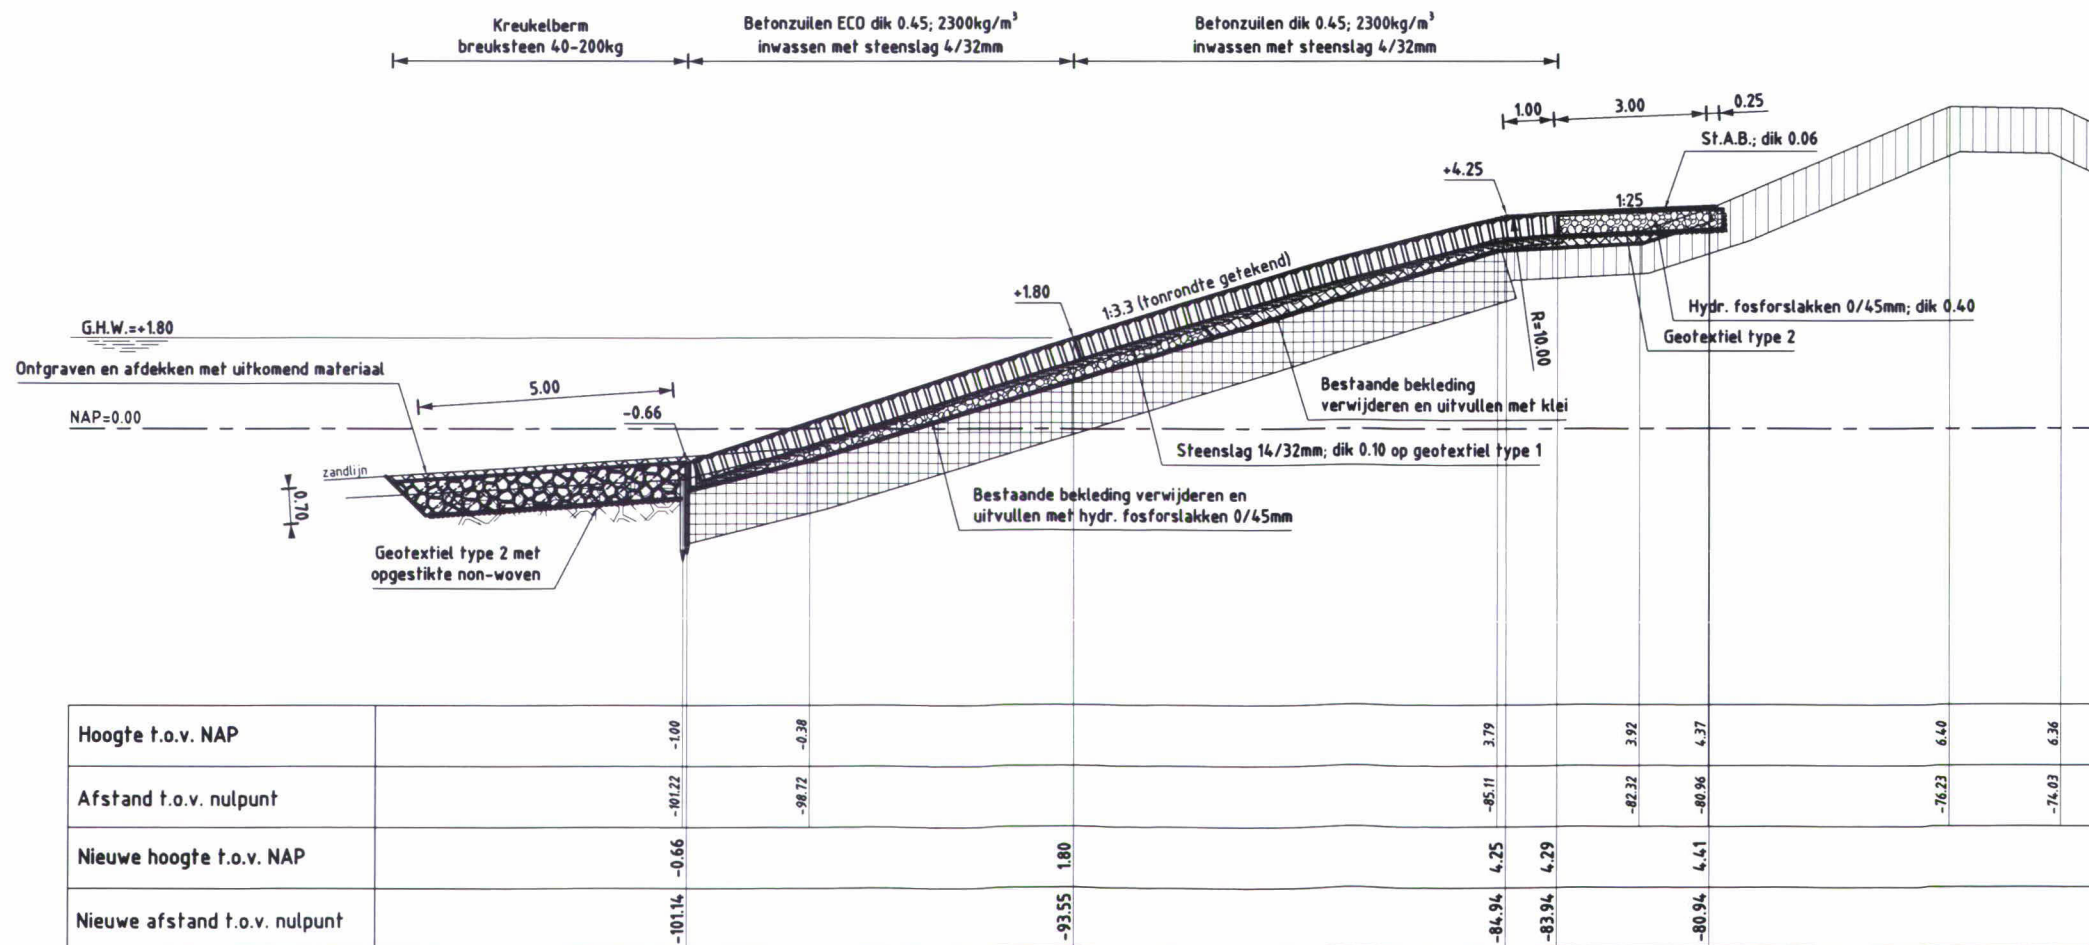 Kreukelberm
breuksteen 40-200kg
Betonzuilen ECO dik 0.45; 2300kg/m³
inwassen met steenslag 4/32mm
Betonzuilen dik 0.45; 2300kg/m³
inwassen met steenslag 4/32mm
1.00
3.00
0.25
St.A.B.; dik 0.06
+4.25
1:25
1:3.3 (tonrondte getekend)
+1.80
G.H.W.=+1.80
Hydr. fosforslakken 0/45mm; dik 0.40
R=10.00
Geotextiel type 2
Ontgraven en afdekken met uitkomend materiaal
5.00
Bestaande bekleding
verwijderen en uitvullen met klei
-0.66
NAP=0.00
Steenslag 14/32mm; dik 0.10 op geotextiel type 1
zandlijn
0.70
Bestaande bekleding verwijderen en
uitvullen met hydr. fosforslakken 0/45mm
Geotextiel type 2 met
opgestikte non-woven
Hoogte t.o.v. NAP -1.00 -0.38 3.79 3.92 4.37 6.40 6.36
Afstand t.o.v. nulpunt -101.22 -98.72 -85.11 -82.32 -80.96 -76.23 -74.03
Nieuwe hoogte t.o.v. NAP -0.66 1.80 4.25 4.29 4.41
Nieuwe afstand t.o.v. nulpunt -101.14 -93.55 -84.94 -83.94 -80.94